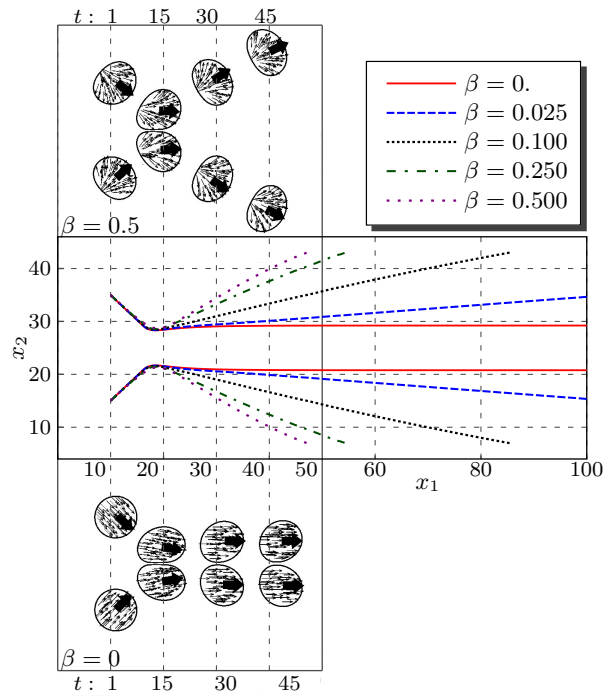 t : 1 15 30 45
β = 0.
β = 0.025
β = 0.100
β = 0.250
β = 0.500
β = 0.5
40
30
x₂
20
10
10 20 30 40 50 60 80 100
x₁
β = 0
t : 1 15 30 45